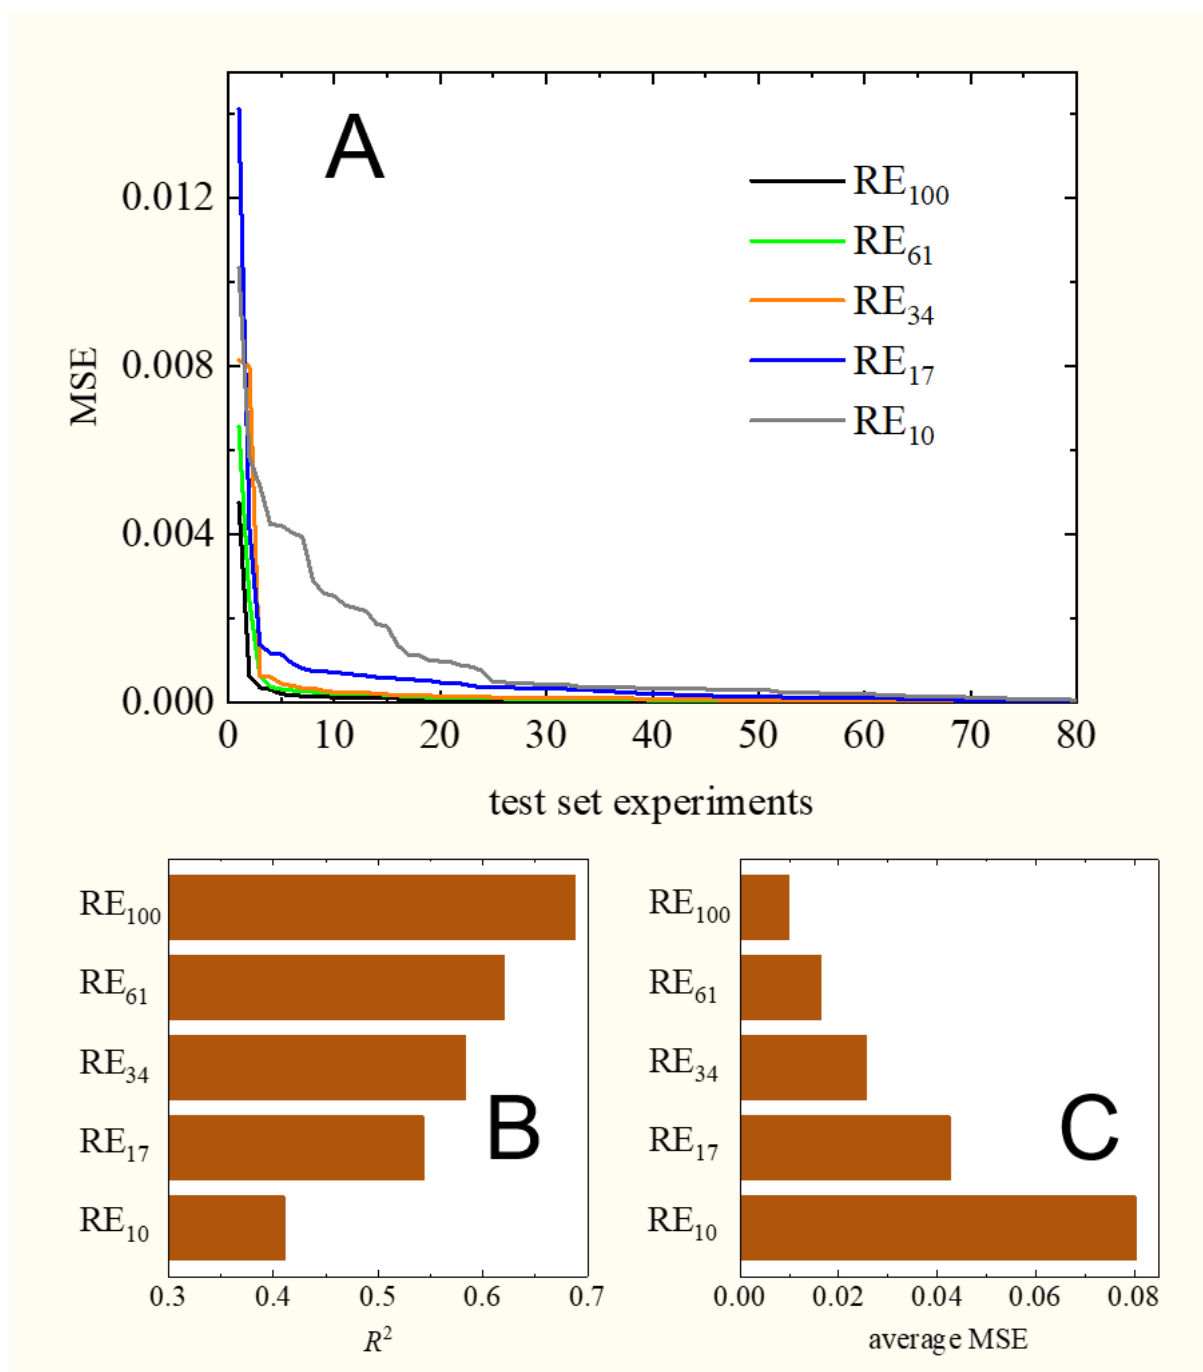 A
RE100
RE61
RE34
RE17
RE10
MSE
0.012
0.008
0.004
0.000
0 10 20 30 40 50 60 70 80
test set experiments
RE100
RE61
RE34
RE17
RE10
B
0.3 0.4 0.5 0.6 0.7
R²
RE100
RE61
RE34
RE17
RE10
C
0.00 0.02 0.04 0.06 0.08
average MSE